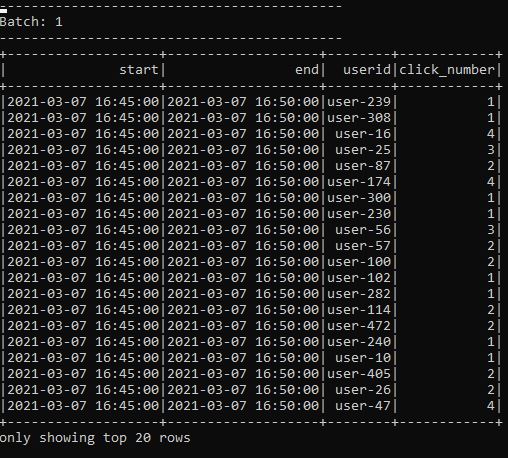 -------------------------------------------
Batch: 1
-------------------------------------------
+-------------------+-------------------+--------+------------+
|              start|                end|  userid|click_number|
+-------------------+-------------------+--------+------------+
|2021-03-07 16:45:00|2021-03-07 16:50:00|user-239|           1|
|2021-03-07 16:45:00|2021-03-07 16:50:00|user-308|           1|
|2021-03-07 16:45:00|2021-03-07 16:50:00| user-16|           4|
|2021-03-07 16:45:00|2021-03-07 16:50:00| user-25|           3|
|2021-03-07 16:45:00|2021-03-07 16:50:00| user-87|           2|
|2021-03-07 16:45:00|2021-03-07 16:50:00|user-174|           4|
|2021-03-07 16:45:00|2021-03-07 16:50:00|user-300|           1|
|2021-03-07 16:45:00|2021-03-07 16:50:00|user-230|           1|
|2021-03-07 16:45:00|2021-03-07 16:50:00| user-56|           3|
|2021-03-07 16:45:00|2021-03-07 16:50:00| user-57|           2|
|2021-03-07 16:45:00|2021-03-07 16:50:00|user-100|           2|
|2021-03-07 16:45:00|2021-03-07 16:50:00|user-102|           1|
|2021-03-07 16:45:00|2021-03-07 16:50:00|user-282|           1|
|2021-03-07 16:45:00|2021-03-07 16:50:00|user-114|           2|
|2021-03-07 16:45:00|2021-03-07 16:50:00|user-472|           2|
|2021-03-07 16:45:00|2021-03-07 16:50:00|user-240|           1|
|2021-03-07 16:45:00|2021-03-07 16:50:00| user-10|           1|
|2021-03-07 16:45:00|2021-03-07 16:50:00|user-405|           2|
|2021-03-07 16:45:00|2021-03-07 16:50:00| user-26|           2|
|2021-03-07 16:45:00|2021-03-07 16:50:00| user-47|           4|
+-------------------+-------------------+--------+------------+
only showing top 20 rows